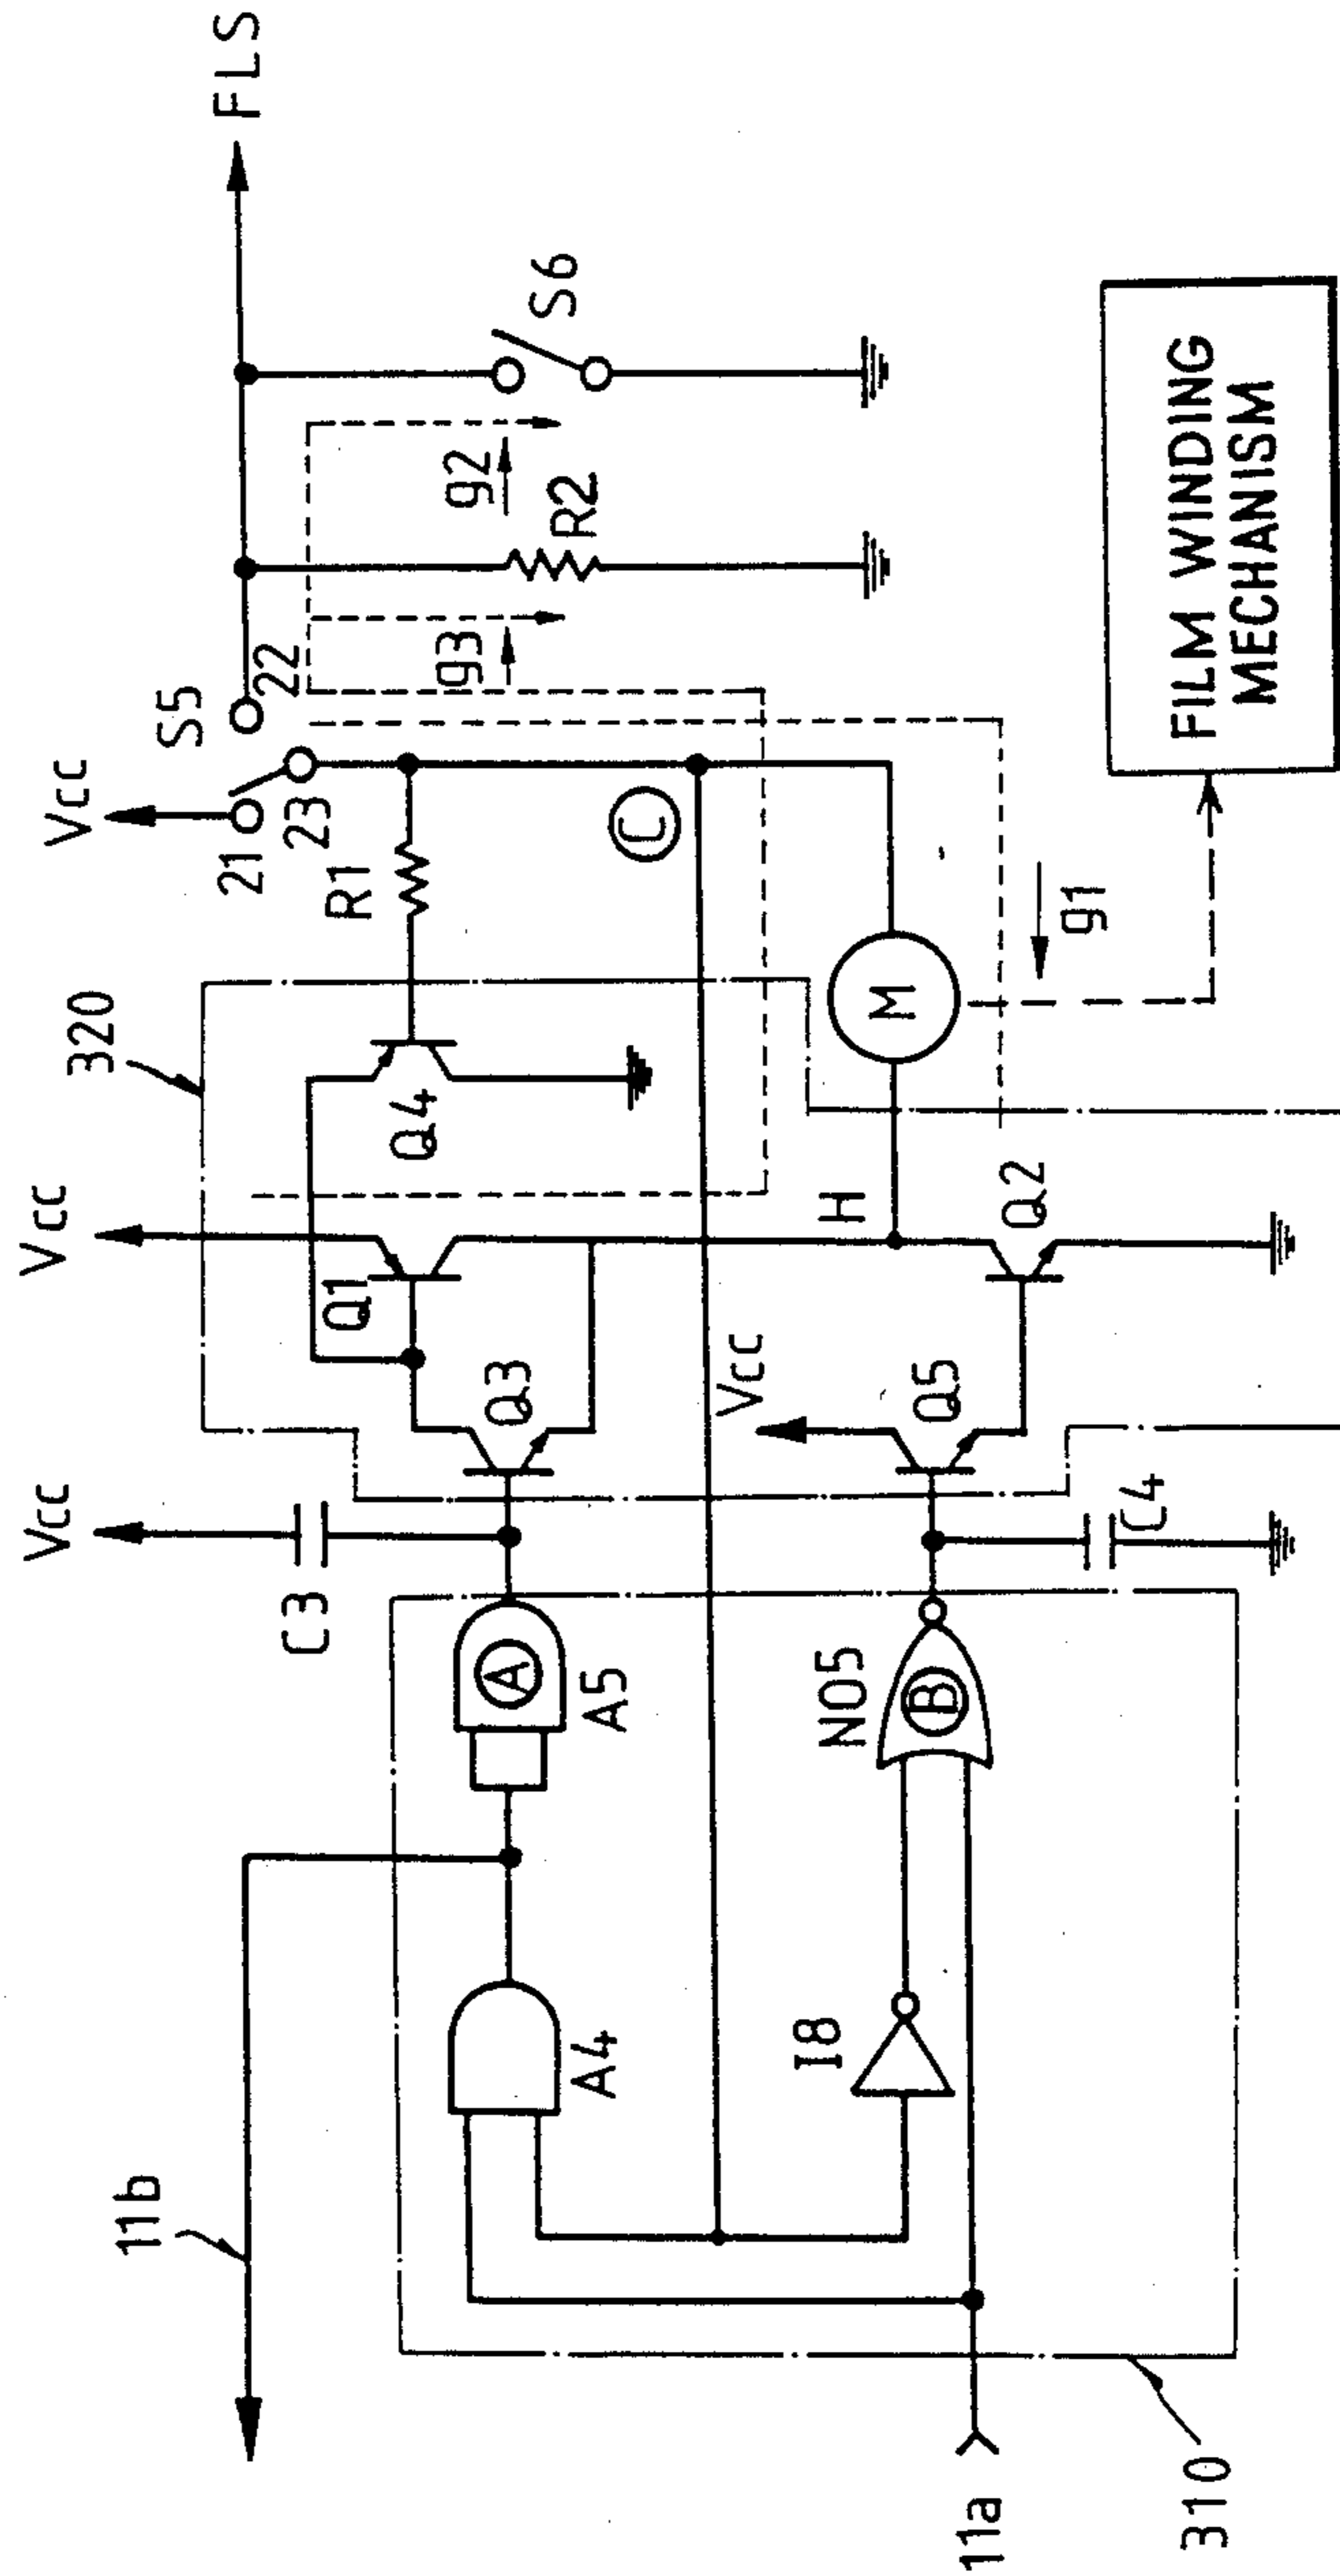 FLS
S5
22
Vcc
21
23
R1
g3
g2
R2
S6
FILM WINDING
MECHANISM
C
M
g1
320
Q4
Vcc
Q1
H
Q2
Q3
Vcc
Q5
Vcc
C3
C4
A
A5
NO5
B
11b
A4
I8
11a
310